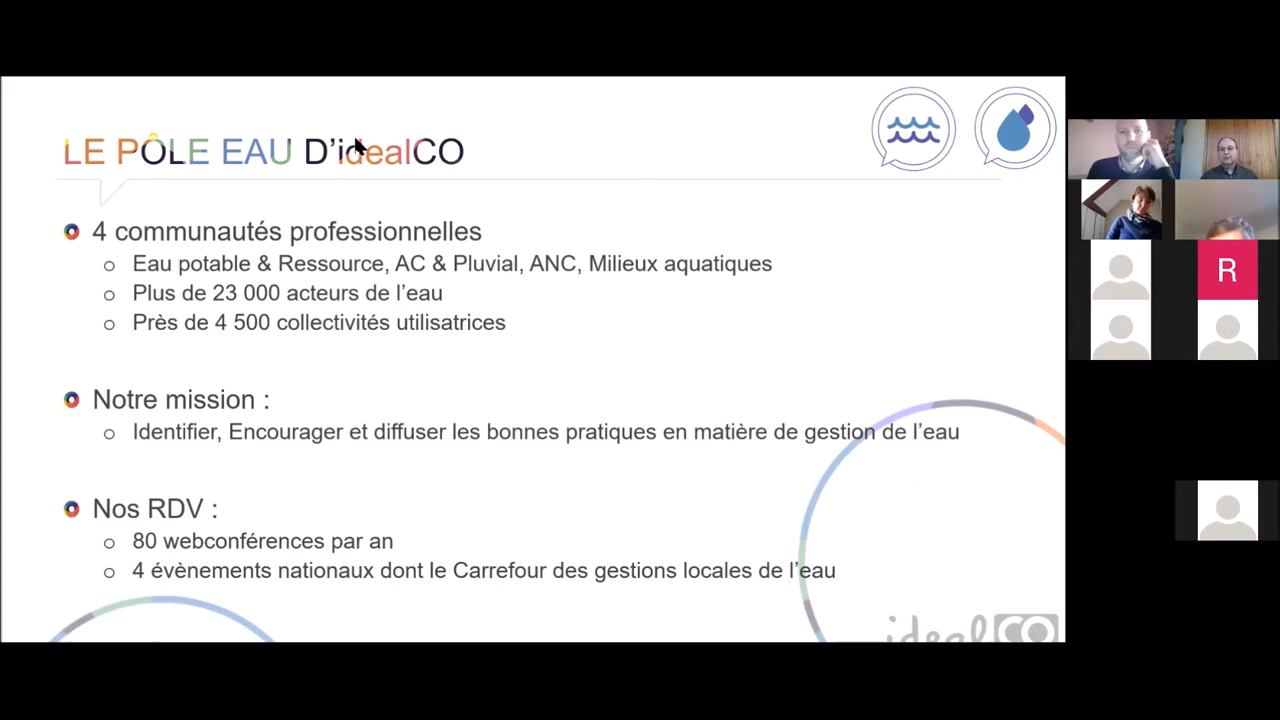 LE PÔLE EAU D’idealCO
4 communautés professionnelles
Eau potable & Ressource, AC & Pluvial, ANC, Milieux aquatiques
Plus de 23 000 acteurs de l’eau
Près de 4 500 collectivités utilisatrices
Notre mission :
Identifier, Encourager et diffuser les bonnes pratiques en matière de gestion de l’eau
Nos RDV :
80 webconférences par an
4 évènements nationaux dont le Carrefour des gestions locales de l’eau
idealCO
R